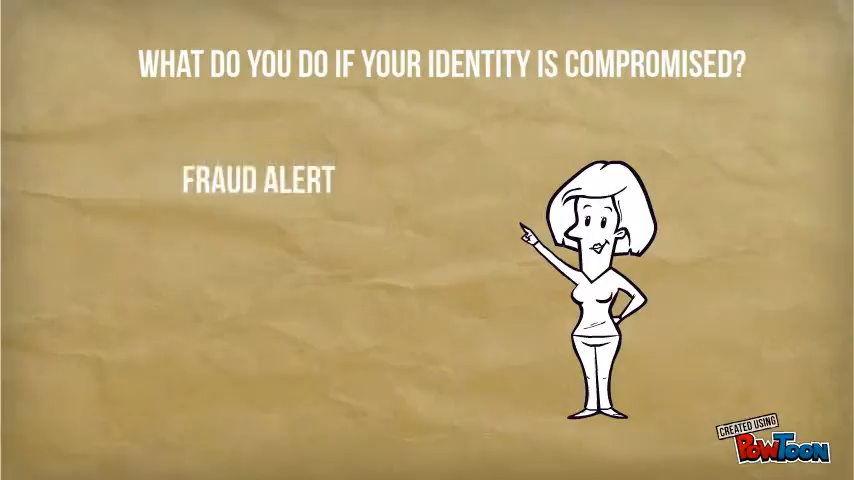 WHAT DO YOU DO IF YOUR IDENTITY IS COMPROMISED?
FRAUD ALERT
CREATED USING
POWTOON